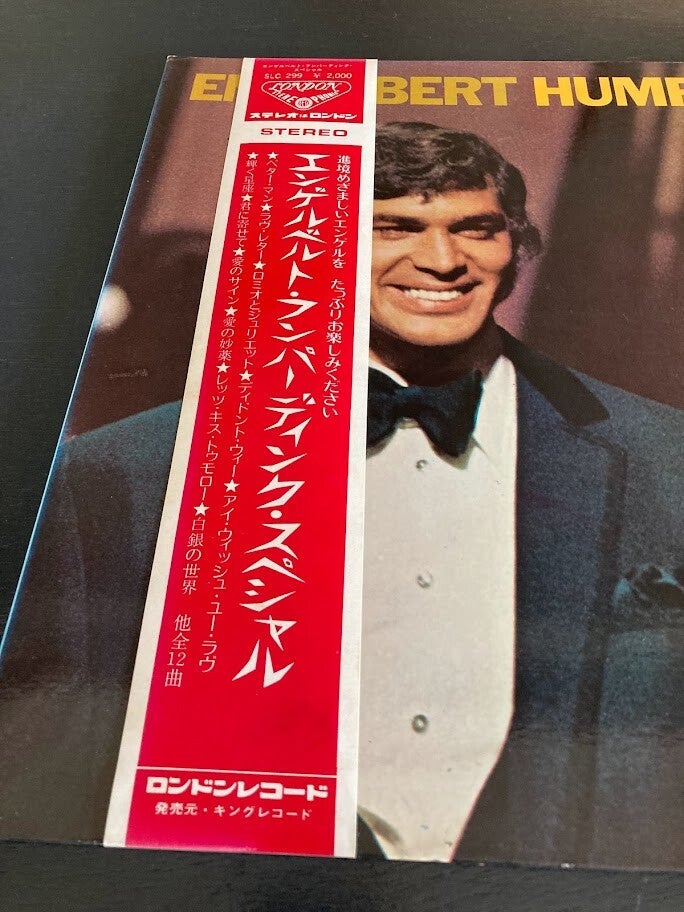 エンゲルベルト・フンパーディンク・
スペシャル
SLC 299 ¥2,000
LONDON
ステレオはロンドン
STEREO
進境めざましいエンゲルを たっぷりお楽しみください
エンゲルベルト・フンパーディンク・スペシャル
★ベターマン★ラヴ・レター★ロミオとジュリエット★ディドント・ウィー★アイ・ウィッシュ・ユー・ラヴ
★輝く星座★君に寄せて★愛のサイン★愛の妙薬★レッツ・キス・トゥモロー★白銀の世界 他全12曲
ロンドンレコード
発売元・キングレコード
BERT HUMP